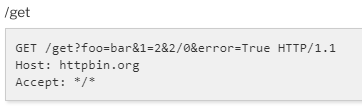 /get
GET /get?foo=bar&1=2&2/0&error=True HTTP/1.1
Host: httpbin.org
Accept: */*